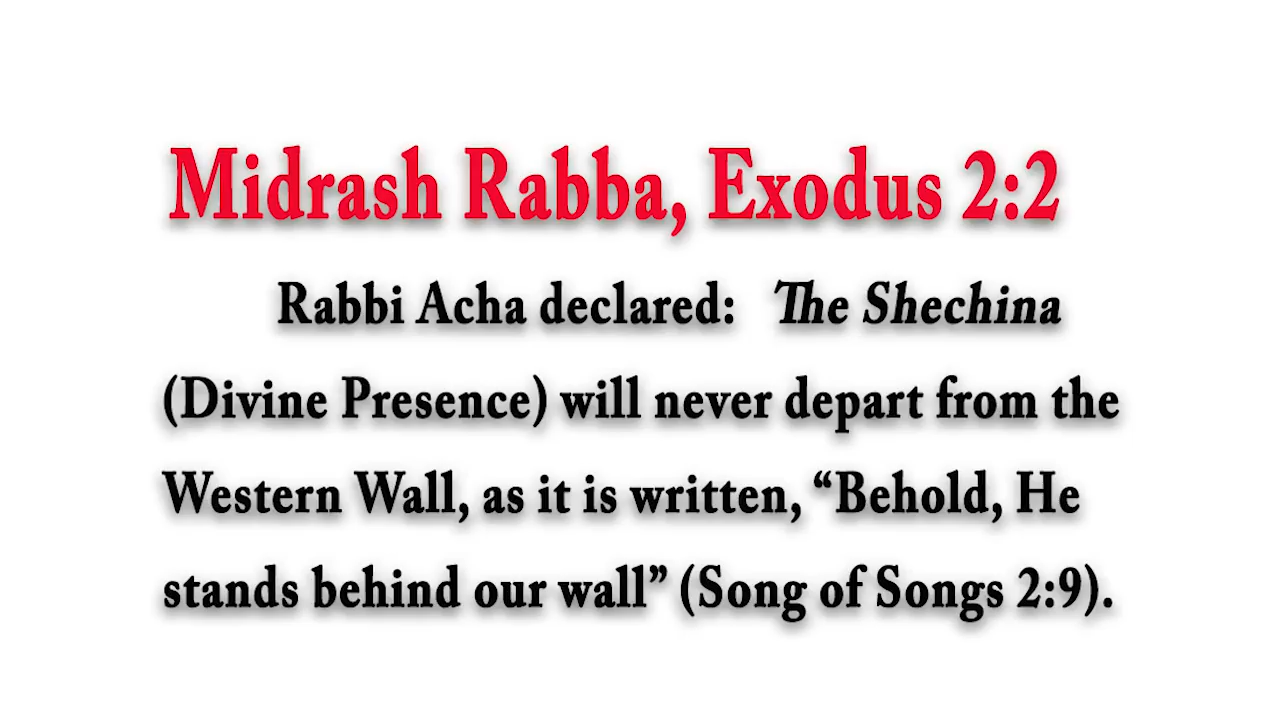 Midrash Rabba, Exodus 2:2
Rabbi Acha declared: The Shechina
(Divine Presence) will never depart from the
Western Wall, as it is written, “Behold, He
stands behind our wall” (Song of Songs 2:9).